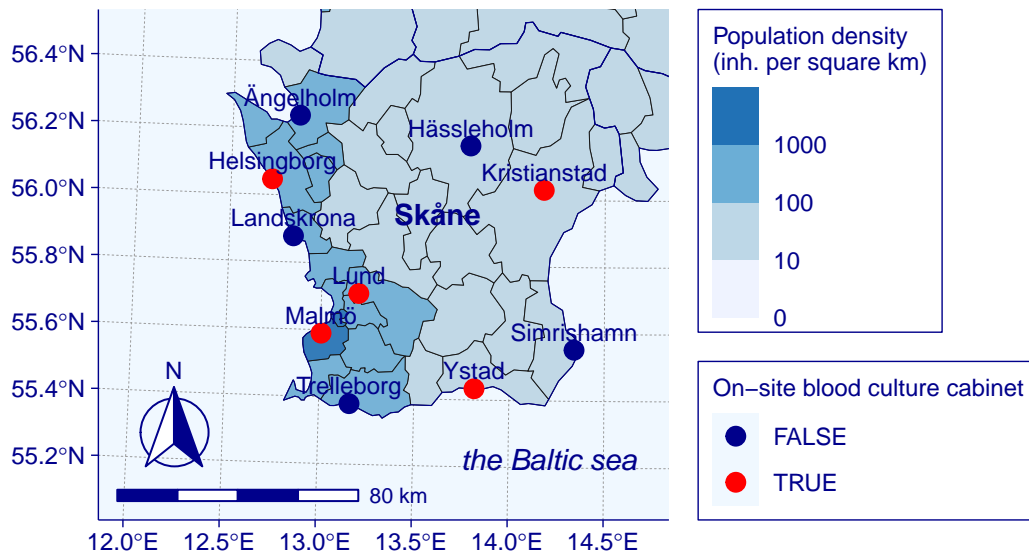 56.4°N
56.2°N
56.0°N
55.8°N
55.6°N
55.4°N
55.2°N
12.0°E
12.5°E
13.0°E
13.5°E
14.0°E
14.5°E
Ängelholm
Hässleholm
Helsingborg
Kristianstad
Landskrona
Skåne
Lund
Malmö
Simrishamn
Trelleborg
Ystad
N
the Baltic sea
80 km
Population density
(inh. per square km)
1000
100
10
0
On−site blood culture cabinet
FALSE
TRUE